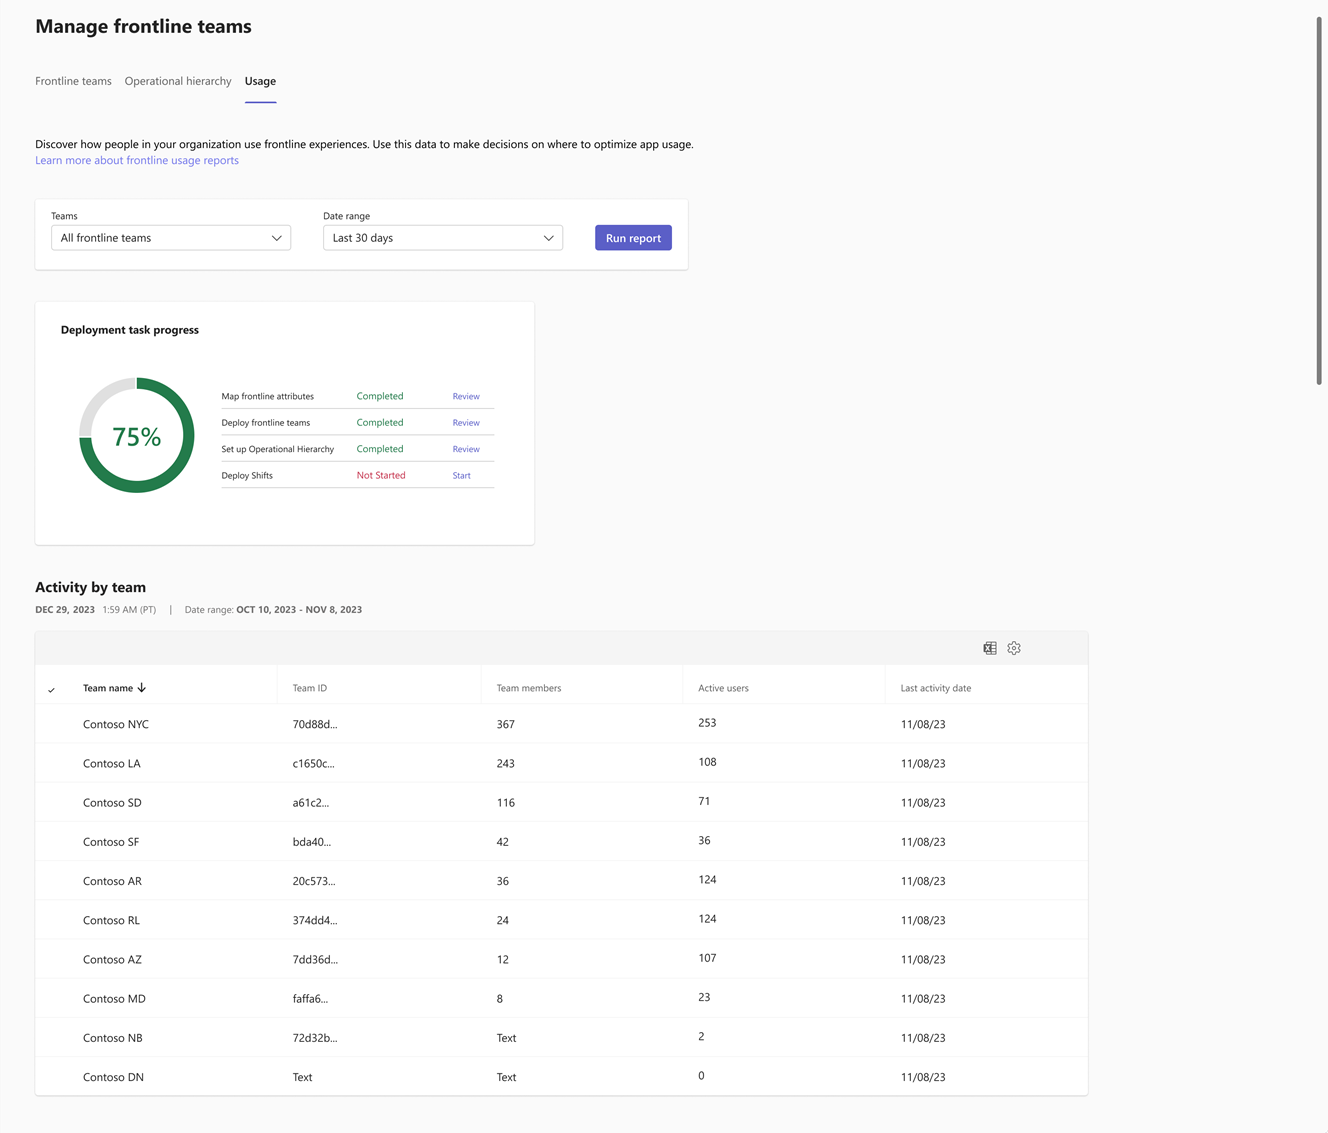 Manage frontline teams
Frontline teams Operational hierarchy Usage
Discover how people in your organization use frontline experiences. Use this data to make decisions on where to optimize app usage.
Learn more about frontline usage reports
Teams Date range
All frontline teams Last 30 days Run report
Deployment task progress
75%
Map frontline attributes Completed Review
Deploy frontline teams Completed Review
Set up Operational Hierarchy Completed Review
Deploy Shifts Not Started Start
Activity by team
DEC 29, 2023 1:59 AM (PT) | Date range: OCT 10, 2023 - NOV 8, 2023
Team name Team ID Team members Active users Last activity date
Contoso NYC 70d88d... 367 253 11/08/23
Contoso LA c1650c... 243 108 11/08/23
Contoso SD a61c2... 116 71 11/08/23
Contoso SF bda40... 42 36 11/08/23
Contoso AR 20c573... 36 124 11/08/23
Contoso RL 374dd4... 24 124 11/08/23
Contoso AZ 7dd36d... 12 107 11/08/23
Contoso MD faffa6... 8 23 11/08/23
Contoso NB 72d32b... Text 2 11/08/23
Contoso DN Text Text 0 11/08/23